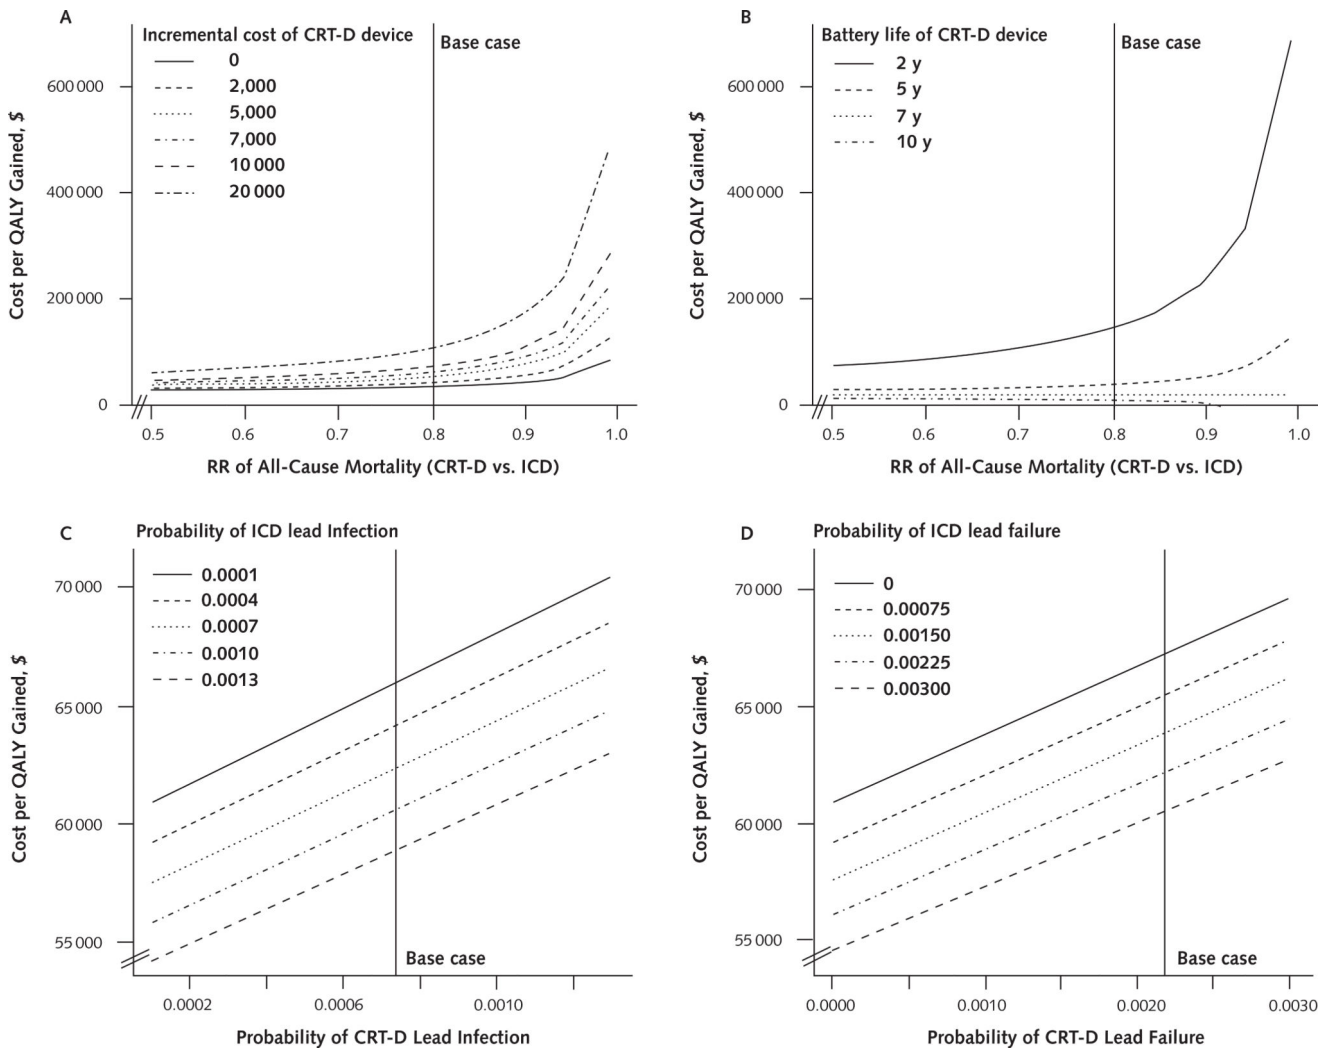 A
Incremental cost of CRT-D device
0
2,000
5,000
7,000
10 000
20 000
Base case
600 000
400 000
200 000
0
Cost per QALY Gained, $
0.5 0.6 0.7 0.8 0.9 1.0
RR of All-Cause Mortality (CRT-D vs. ICD)
B
Battery life of CRT-D device
2 y
5 y
7 y
10 y
Base case
600 000
400 000
200 000
0
Cost per QALY Gained, $
0.5 0.6 0.7 0.8 0.9 1.0
RR of All-Cause Mortality (CRT-D vs. ICD)
C
Probability of ICD lead Infection
0.0001
0.0004
0.0007
0.0010
0.0013
70 000
65 000
60 000
55 000
Cost per QALY Gained, $
Base case
0.0002 0.0006 0.0010
Probability of CRT-D Lead Infection
D
Probability of ICD lead failure
0
0.00075
0.00150
0.00225
0.00300
70 000
65 000
60 000
55 000
Cost per QALY Gained, $
Base case
0.0000 0.0010 0.0020 0.0030
Probability of CRT-D Lead Failure